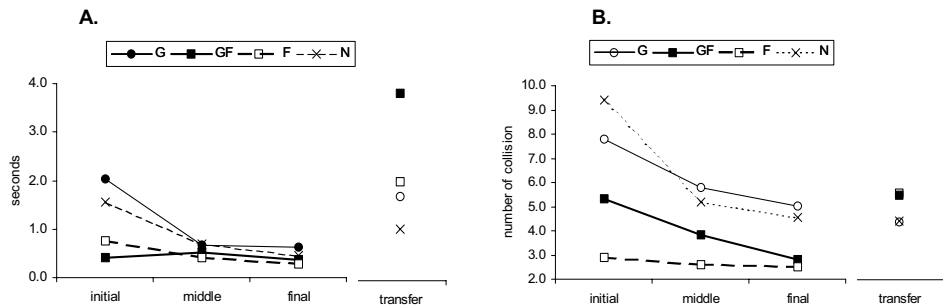 A.
G GF F N
4.0
3.0
2.0
1.0
0.0
seconds
initial middle final transfer
B.
G GF F N
10.0
9.0
8.0
7.0
6.0
5.0
4.0
3.0
2.0
number of collision
initial middle final transfer